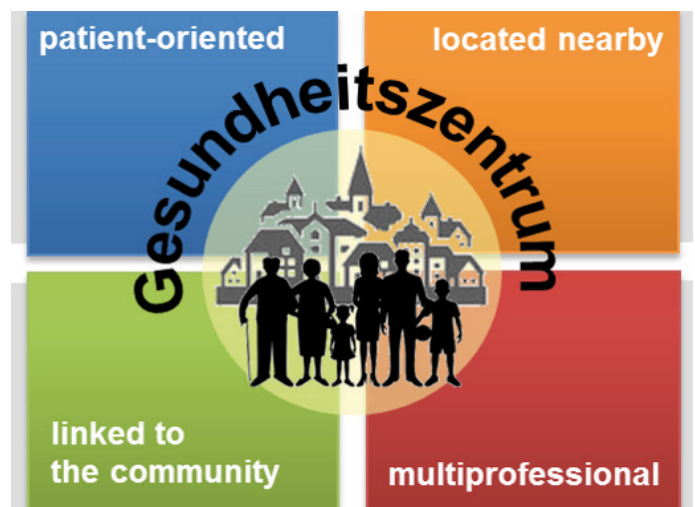 patient-oriented
located nearby
Gesundheitszentrum
linked to
the community
multiprofessional